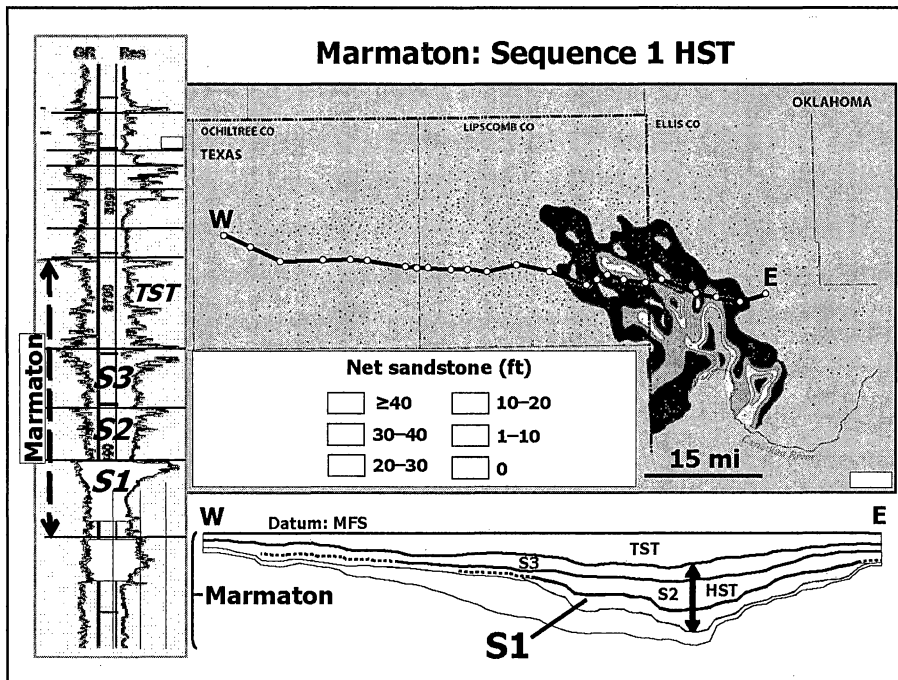 Marmaton: Sequence 1 HST
GR Res
OKLAHOMA
OCHILTREE CO
LIPSCOMB CO
ELLIS CO
TEXAS
W
E
TST
S3
S2
S1
Marmaton
Net sandstone (ft)
≥40
10–20
30–40
1–10
20–30
0
15 mi
W
Datum: MFS
E
TST
S3
S2
HST
Marmaton
S1